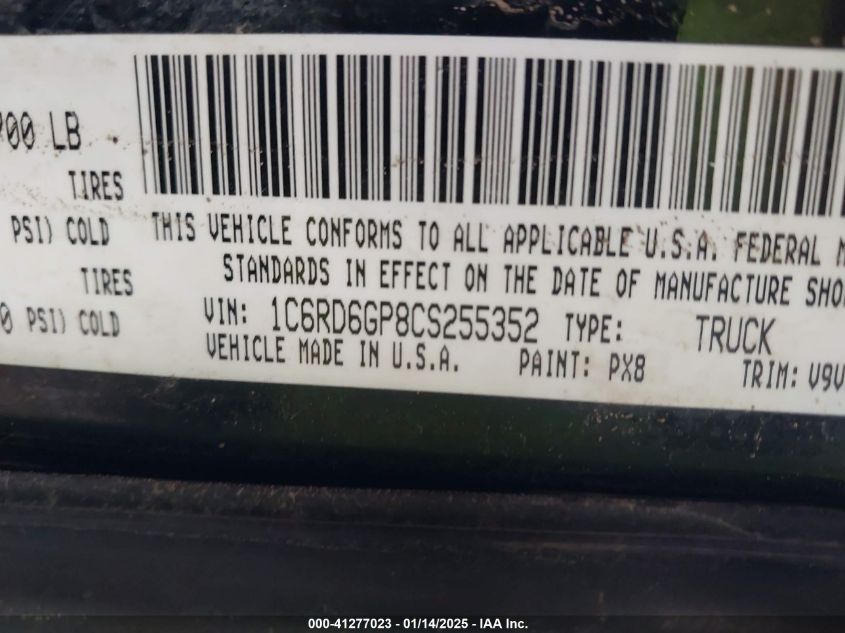 700 LB
TIRES
PSI) COLD
THIS VEHICLE CONFORMS TO ALL APPLICABLE U.S.A. FEDERAL M
STANDARDS IN EFFECT ON THE DATE OF MANUFACTURE SHO
TIRES
0 PSI) COLD
VIN: 1C6RD6GP8CS255352 TYPE: TRUCK
VEHICLE MADE IN U.S.A. PAINT: PX8 TRIM: V9V
000-41277023 — 01/14/2025 - IAA Inc.